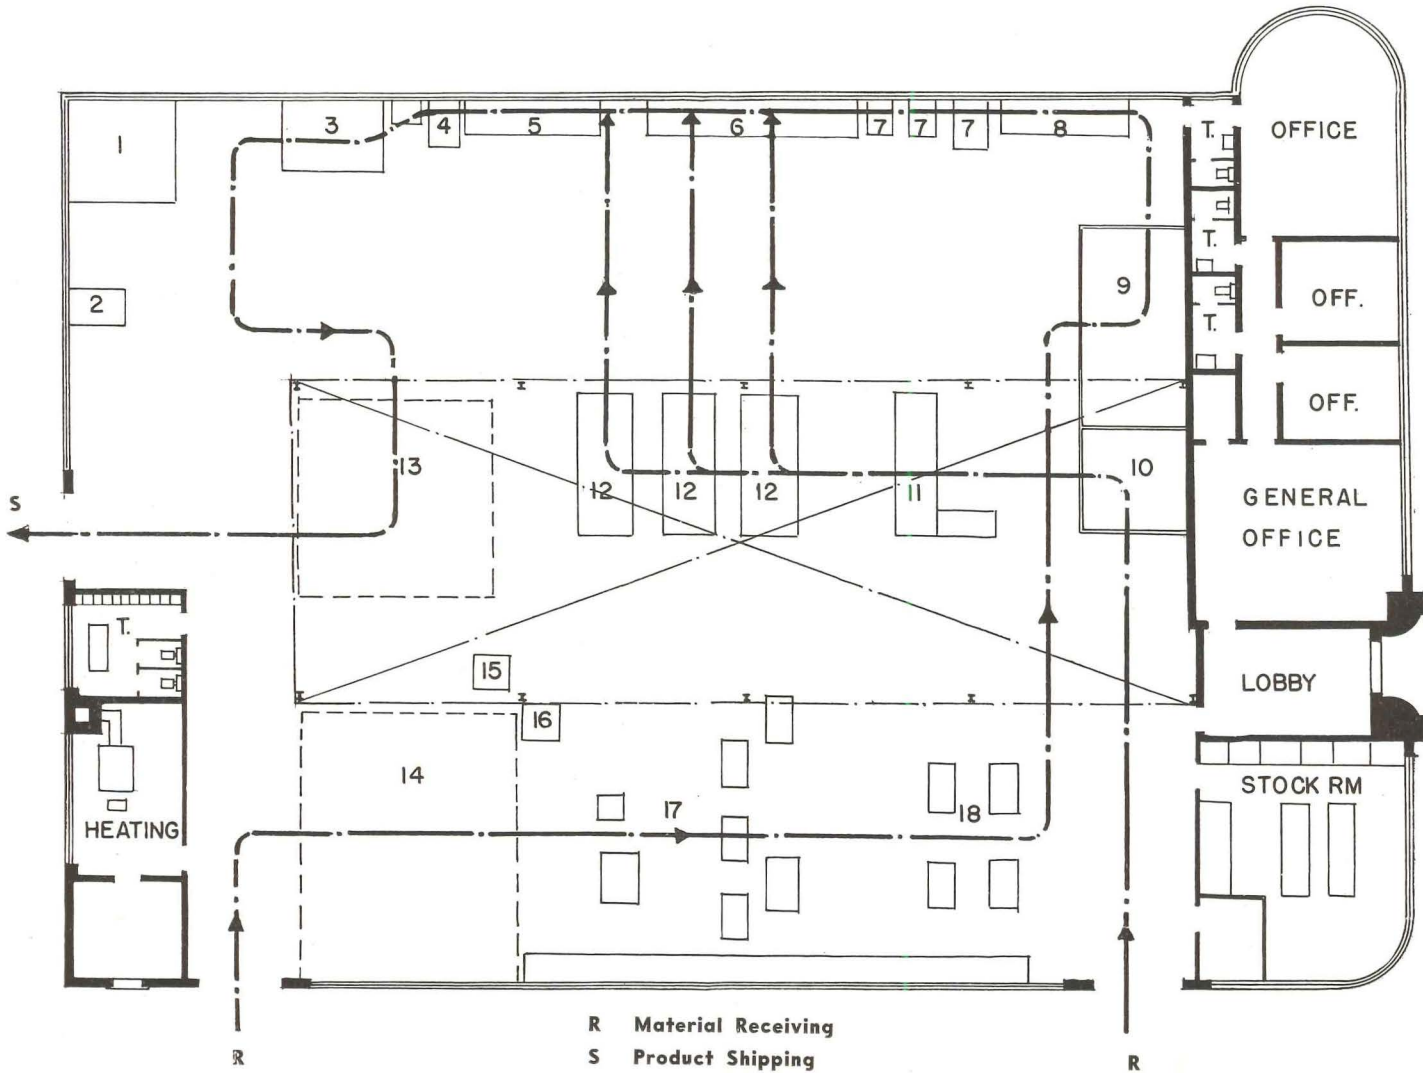 1
3
4
5
6
7
7
7
8
T.
OFFICE
2
9
T.
OFF.
T.
OFF.
13
12
12
12
11
10
S
GENERAL
OFFICE
T.
15
LOBBY
16
14
17
18
STOCK RM
HEATING
R Material Receiving
S Product Shipping
R
R